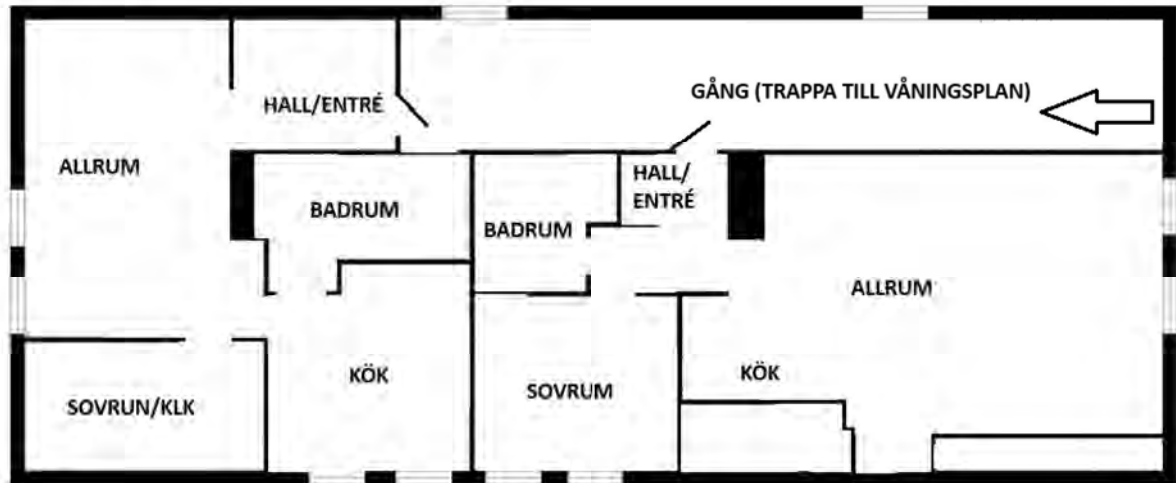 HALL/ENTRÉ
GÅNG (TRAPPA TILL VÅNINGSPLAN)
ALLRUM
BADRUM
BADRUM
HALL/
ENTRÉ
ALLRUM
SOVRUN/KLK
KÖK
SOVRUM
KÖK